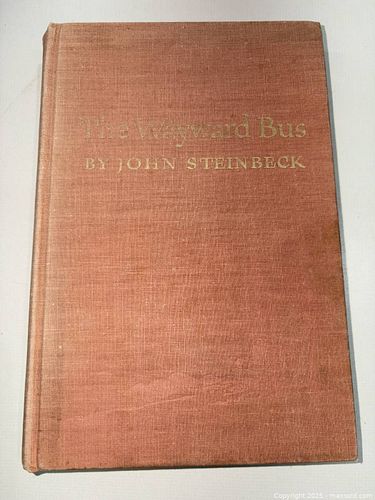 The Wayward Bus
BY JOHN STEINBECK
Copyright 2025 - maxsold.com